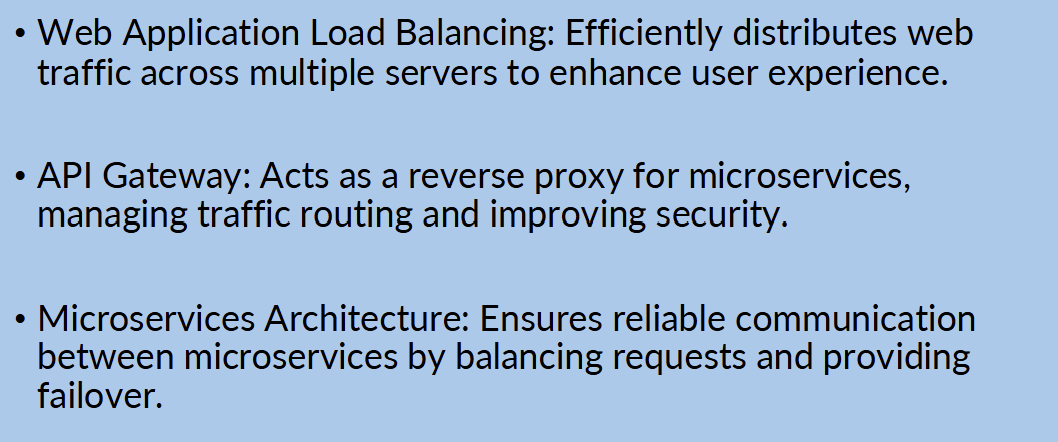 • Web Application Load Balancing: Efficiently distributes web
traffic across multiple servers to enhance user experience.
• API Gateway: Acts as a reverse proxy for microservices,
managing traffic routing and improving security.
• Microservices Architecture: Ensures reliable communication
between microservices by balancing requests and providing
failover.